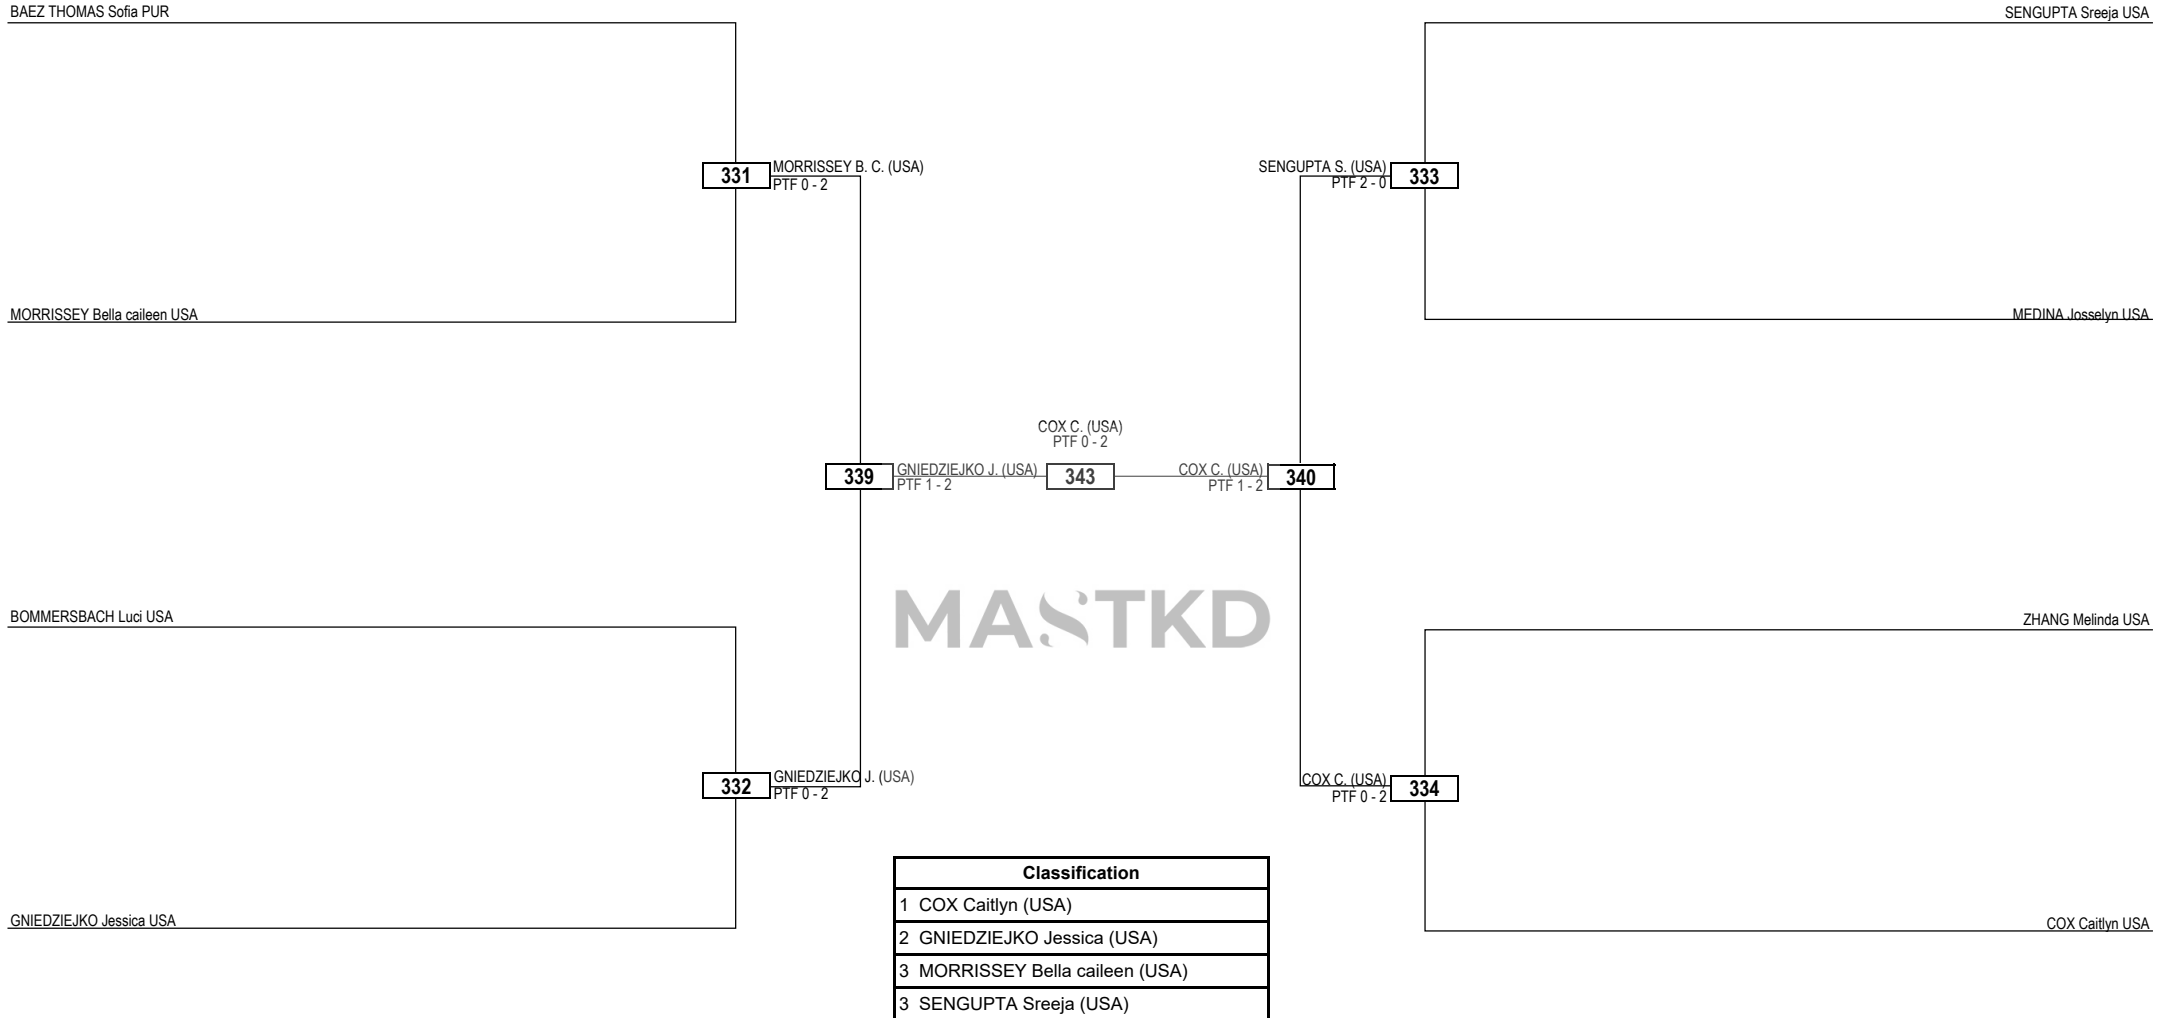 BAEZ THOMAS Sofia PUR
SENGUPTA Sreeja USA
331
MORRISSEY B. C. (USA)
PTF 0 - 2
SENGUPTA S. (USA)
PTF 2 - 0
333
MORRISSEY Bella caileen USA
MEDINA Josselyn USA
COX C. (USA)
PTF 0 - 2
339
GNIEDZIEJKO J. (USA)
PTF 1 - 2
343
COX C. (USA)
PTF 1 - 2
340
MASTKD
BOMMERSBACH Luci USA
ZHANG Melinda USA
332
GNIEDZIEJKO J. (USA)
PTF 0 - 2
COX C. (USA)
PTF 0 - 2
334
GNIEDZIEJKO Jessica USA
COX Caitlyn USA
Classification
1 COX Caitlyn (USA)
2 GNIEDZIEJKO Jessica (USA)
3 MORRISSEY Bella caileen (USA)
3 SENGUPTA Sreeja (USA)